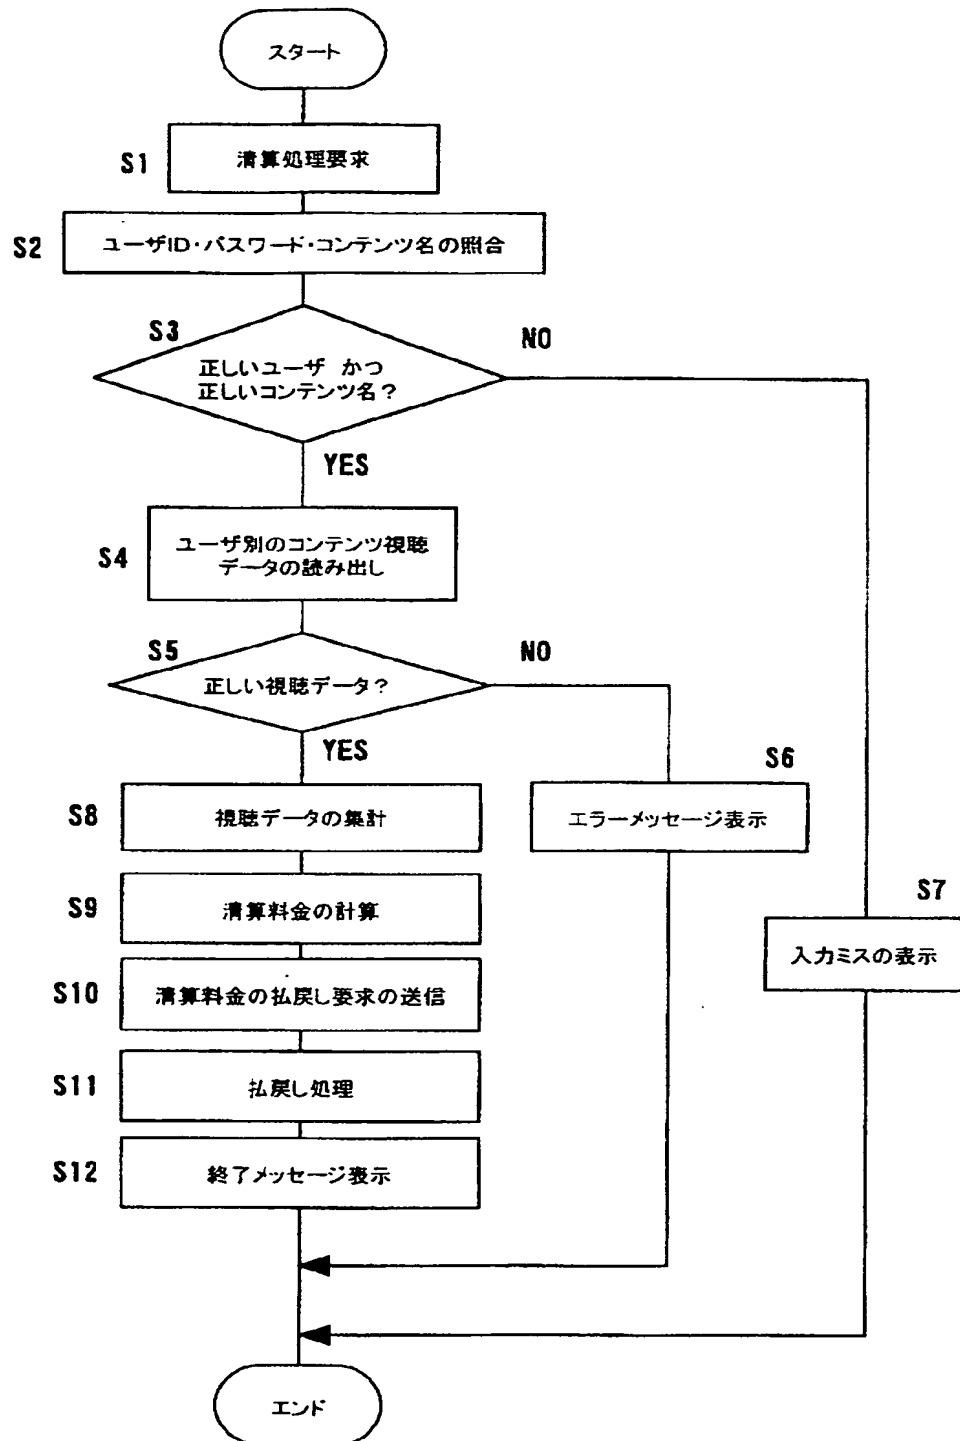 スタート
S1
清算処理要求
S2
ユーザID・パスワード・コンテンツ名の照合
S3
NO
正しいユーザ かつ
正しいコンテンツ名？
YES
S4
ユーザ別のコンテンツ視聴
データの読み出し
S5
NO
正しい視聴データ？
YES
S6
S8
視聴データの集計
エラーメッセージ表示
S9
清算料金の計算
S7
入力ミスの表示
S10
清算料金の払戻し要求の送信
S11
払戻し処理
S12
終了メッセージ表示
エンド